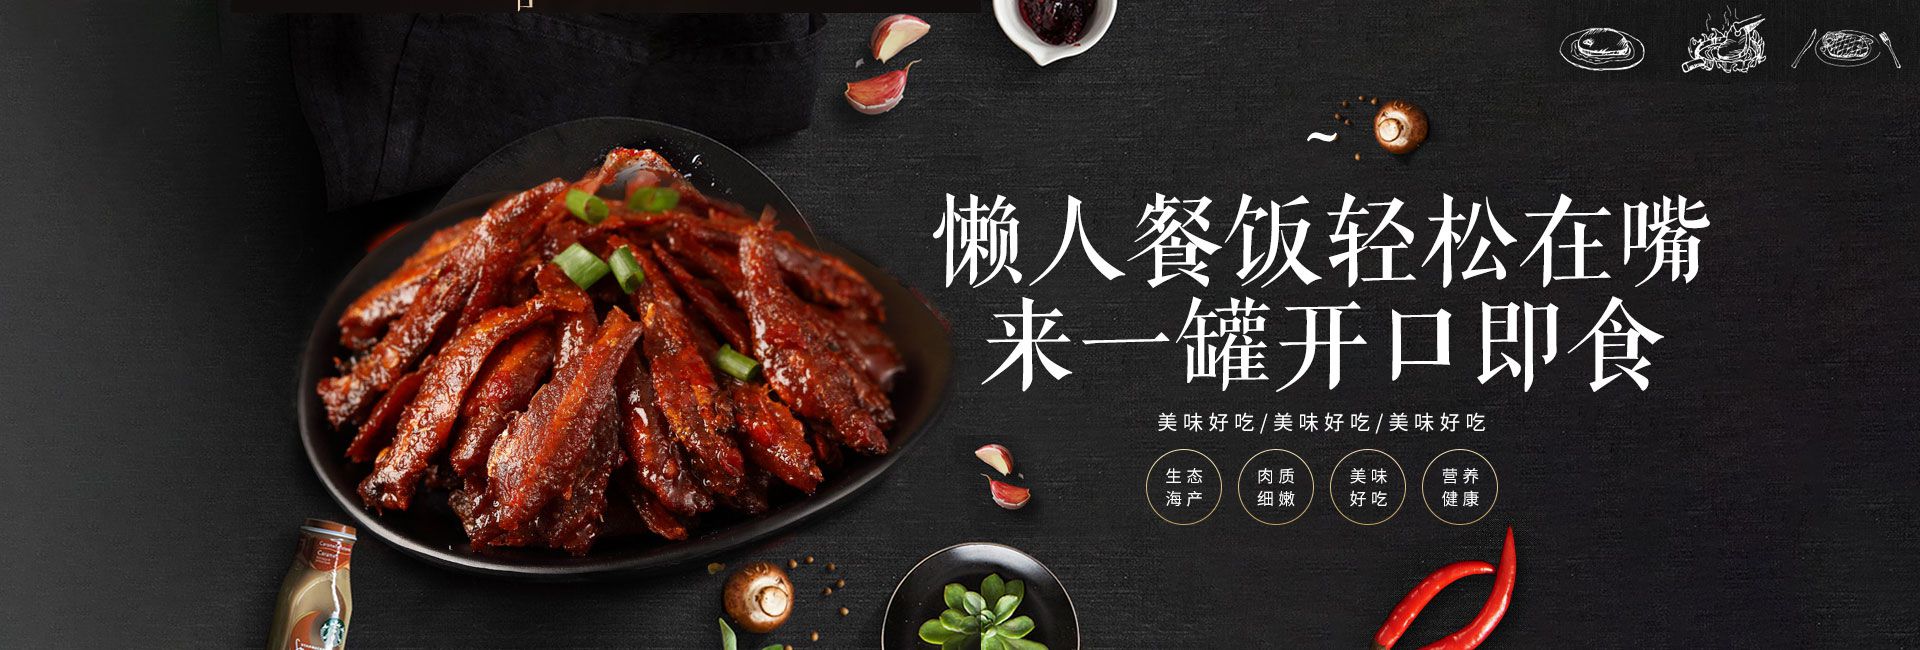 懒人餐饭轻松在嘴
来一罐开口即食
美味好吃/美味好吃/美味好吃
生态
海产
肉质
细嫩
美味
好吃
营养
健康
Caramel